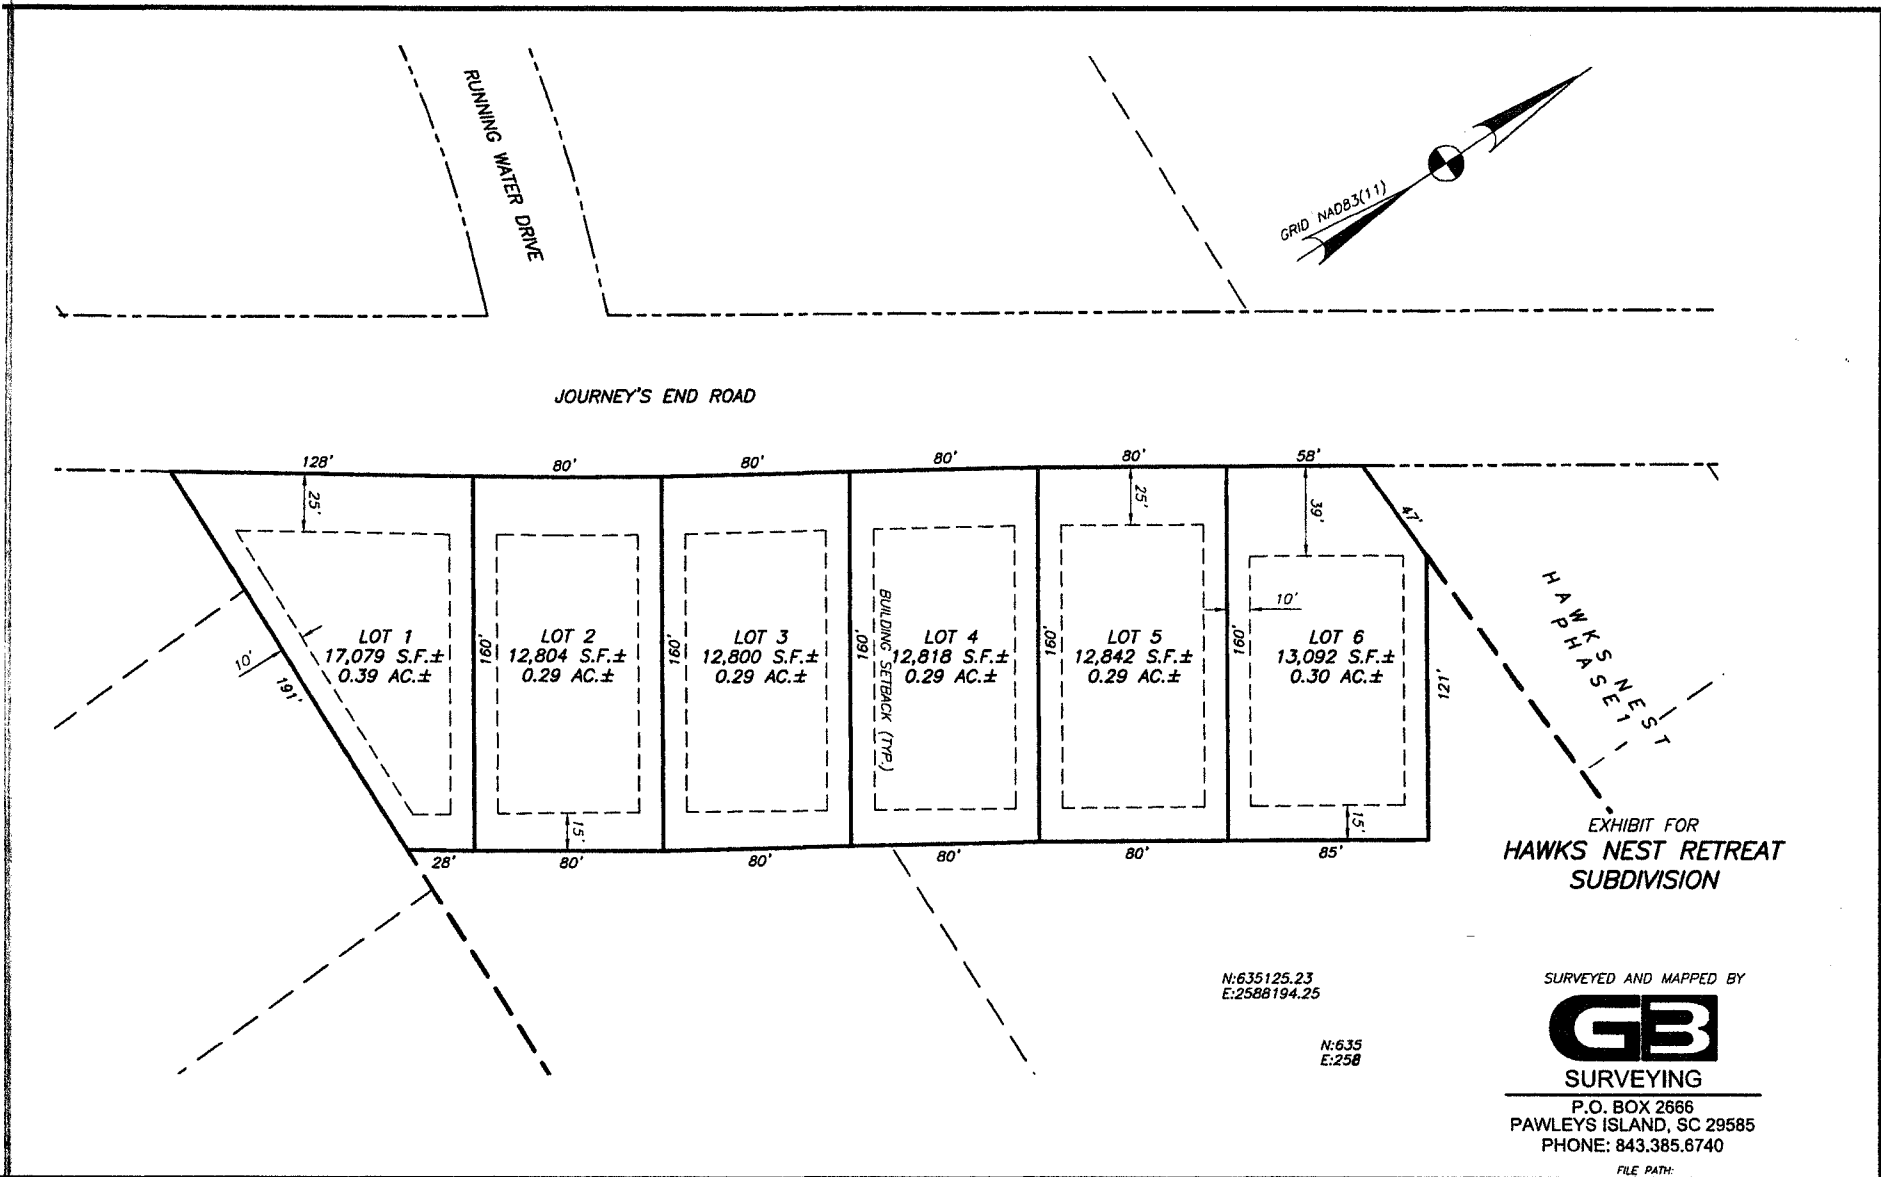 RUNNING WATER DRIVE
GRID NAD83(11)
JOURNEY'S END ROAD
128'
80'
80'
80'
80'
58'
25'
25'
39'
47'
LOT 1
17,079 S.F.±
0.39 AC.±
10'
191'
160'
LOT 2
12,804 S.F.±
0.29 AC.±
160'
LOT 3
12,800 S.F.±
0.29 AC.±
160'
BUILDING SETBACK (TYP.)
LOT 4
12,818 S.F.±
0.29 AC.±
160'
LOT 5
12,842 S.F.±
0.29 AC.±
160'
10'
LOT 6
13,092 S.F.±
0.30 AC.±
121'
HAWKS NEST
PHASE 1
15'
15'
28'
80'
80'
80'
80'
85'
EXHIBIT FOR
HAWKS NEST RETREAT
SUBDIVISION
N:635125.23
E:2588194.25
N:635
E:258
SURVEYED AND MAPPED BY
G3
SURVEYING
P.O. BOX 2666
PAWLEYS ISLAND, SC 29585
PHONE: 843.385.6740
FILE PATH: